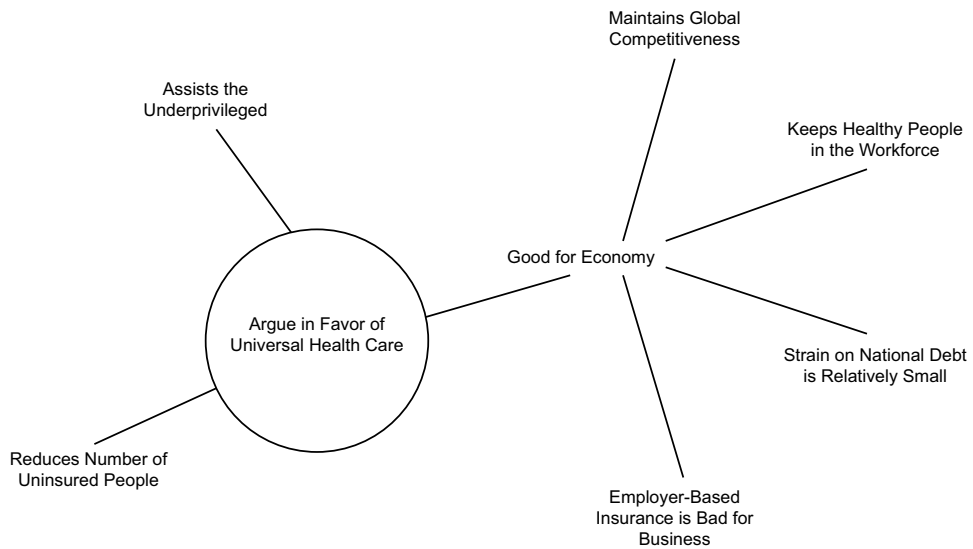 Maintains Global
Competitiveness
Assists the
Underprivileged
Keeps Healthy People
in the Workforce
Good for Economy
Argue in Favor of
Universal Health Care
Strain on National Debt
is Relatively Small
Reduces Number of
Uninsured People
Employer-Based
Insurance is Bad for
Business